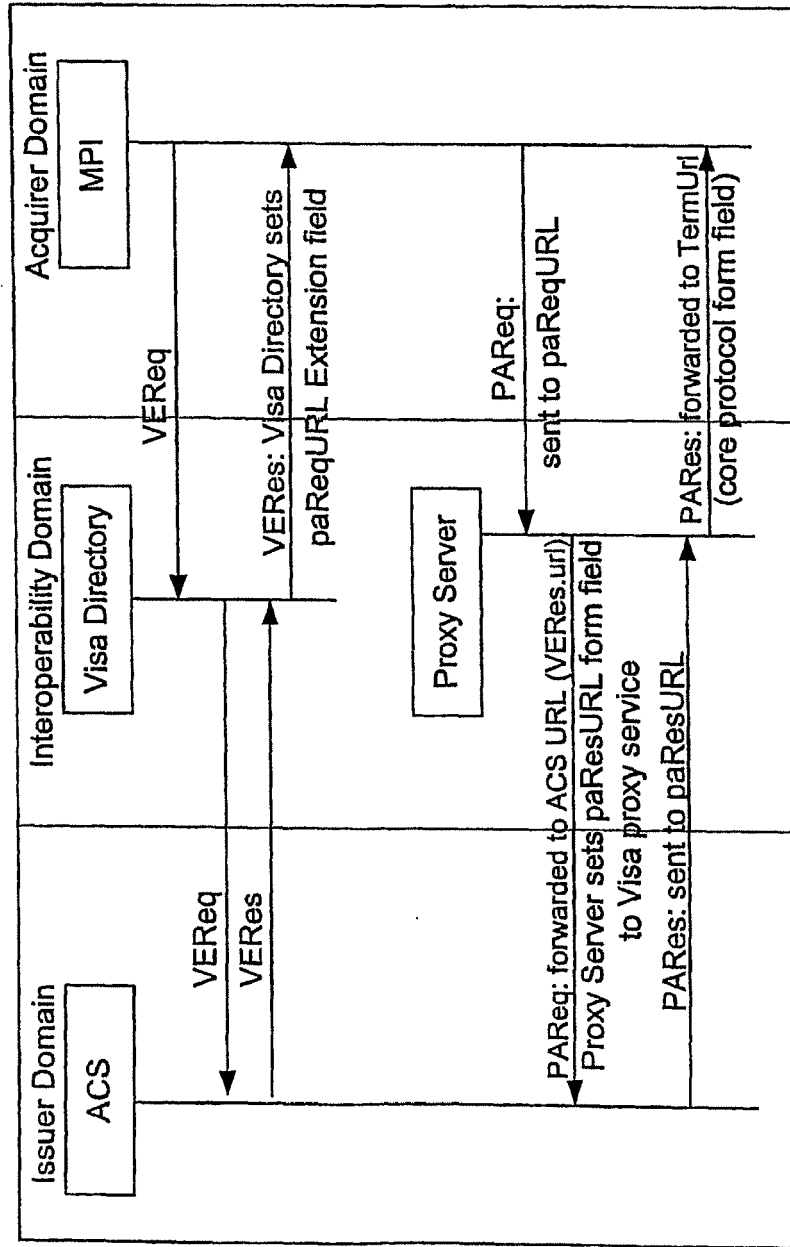 Issuer Domain
Interoperability Domain
Acquirer Domain
ACS
Visa Directory
MPI
VEReq
VEReq
VERes
VERes: Visa Directory sets
paReqURL Extension field
Proxy Server
PAReq:
sent to paReqURL
PAReq: forwarded to ACS URL (VERes.url)
Proxy Server sets paResURL form field
to Visa proxy service
PARes: sent to paResURL
PARes: forwarded to TermUrl
(core protocol form field)